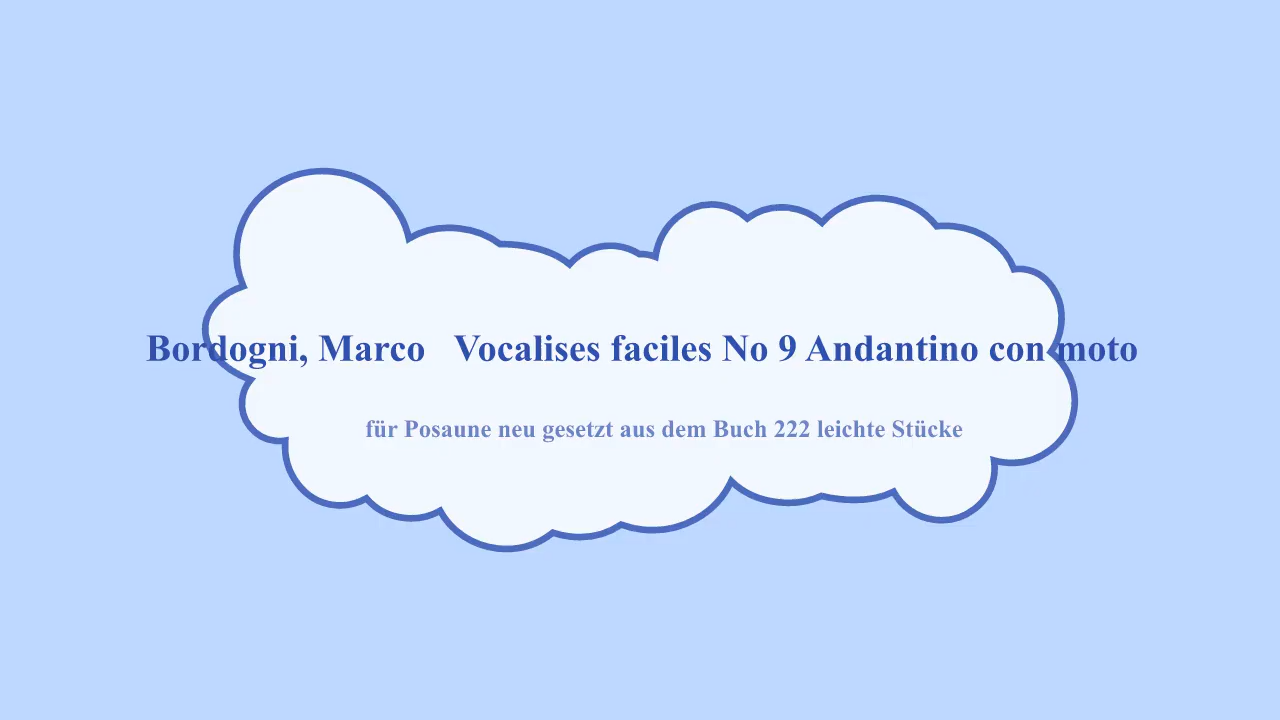 Bordogni, Marco   Vocalises faciles No 9 Andantino con moto
für Posaune neu gesetzt aus dem Buch 222 leichte Stücke